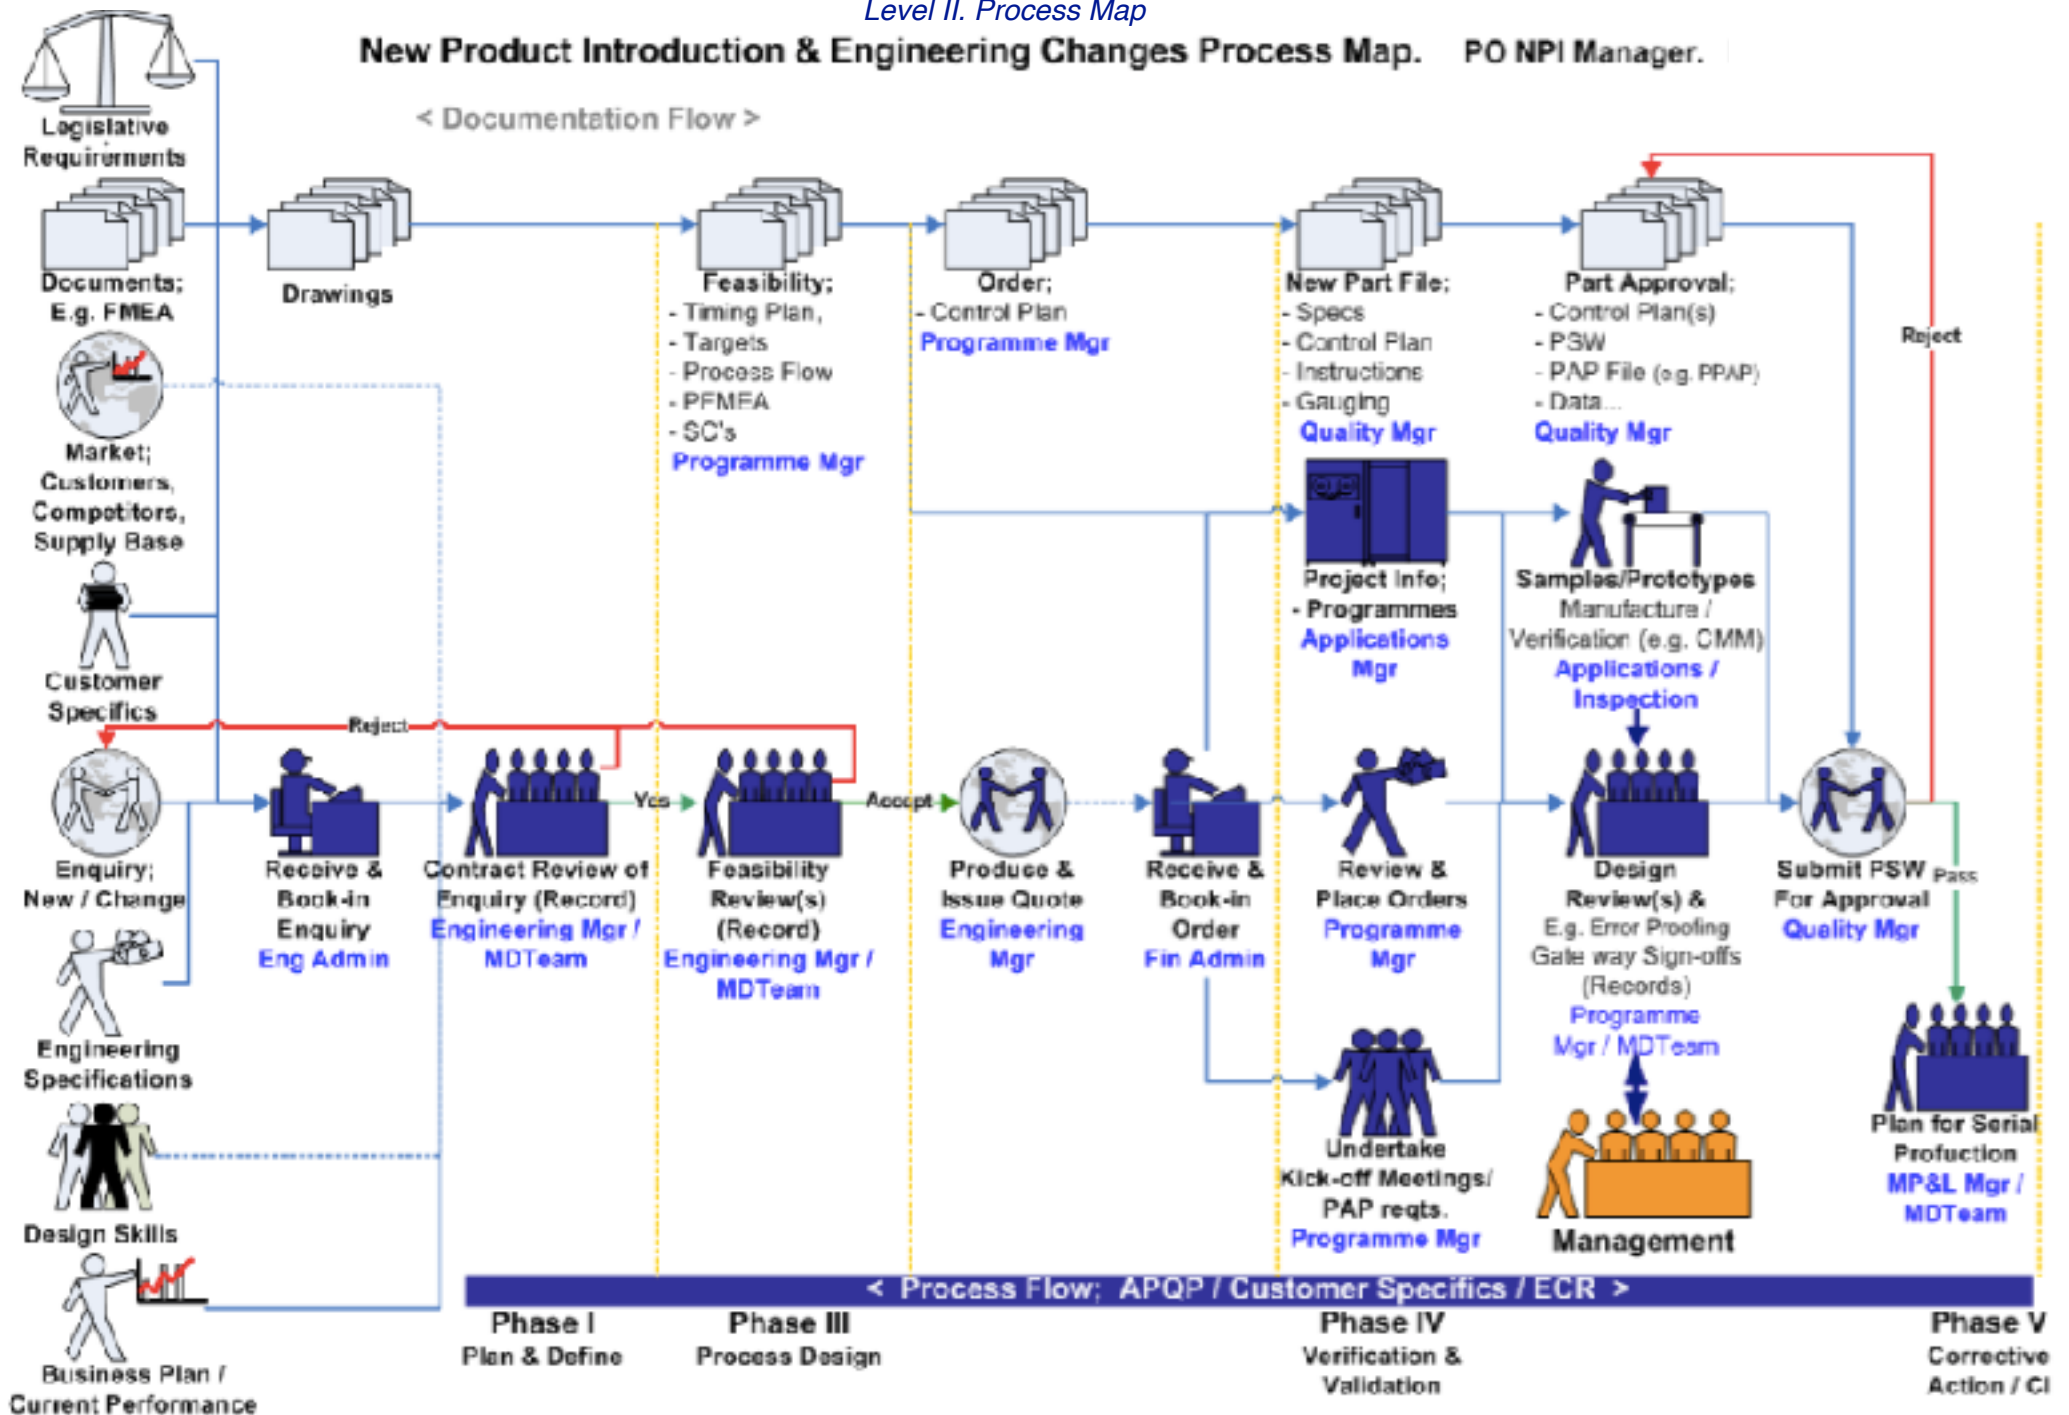 Level II. Process Map
New Product Introduction & Engineering Changes Process Map. PO NPI Manager.
< Documentation Flow >
Legislative
Requirements
Documents;
E.g. FMEA
Drawings
Feasibility;
- Timing Plan,
- Targets
- Process Flow
- PFMEA
- SC's
Programme Mgr
Order;
- Control Plan
Programme Mgr
New Part File;
- Specs
- Control Plan
- Instructions
- Gauging
Quality Mgr
Part Approval;
- Control Plan(s)
- PSW
- PAP File (e.g. PPAP)
- Data...
Quality Mgr
Reject
Market;
Customers,
Competitors,
Supply Base
Project Info;
- Programmes
Applications
Mgr
Samples/Prototypes
Manufacture /
Verification (e.g. CMM)
Applications /
Inspection
Customer
Specifics
Reject
Enquiry;
New / Change
Receive &
Book-in
Enquiry
Eng Admin
Contract Review of
Enquiry (Record)
Engineering Mgr /
MDTeam
Yes
Feasibility
Review(s)
(Record)
Engineering Mgr /
MDTeam
Accept
Produce &
Issue Quote
Engineering
Mgr
Receive &
Book-in
Order
Fin Admin
Review &
Place Orders
Programme
Mgr
Design
Review(s) &
E.g. Error Proofing
Gate way Sign-offs
(Records)
Programme
Mgr / MDTeam
Submit PSW
For Approval
Quality Mgr
Pass
Engineering
Specifications
Undertake
Kick-off Meetings/
PAP reqts.
Programme Mgr
Management
Plan for Serial
Profuction
MP&L Mgr /
MDTeam
Design Skills
Business Plan /
Current Performance
< Process Flow; APQP / Customer Specifics / ECR >
Phase I
Plan & Define
Phase III
Process Design
Phase IV
Verification &
Validation
Phase V
Corrective
Action / CI